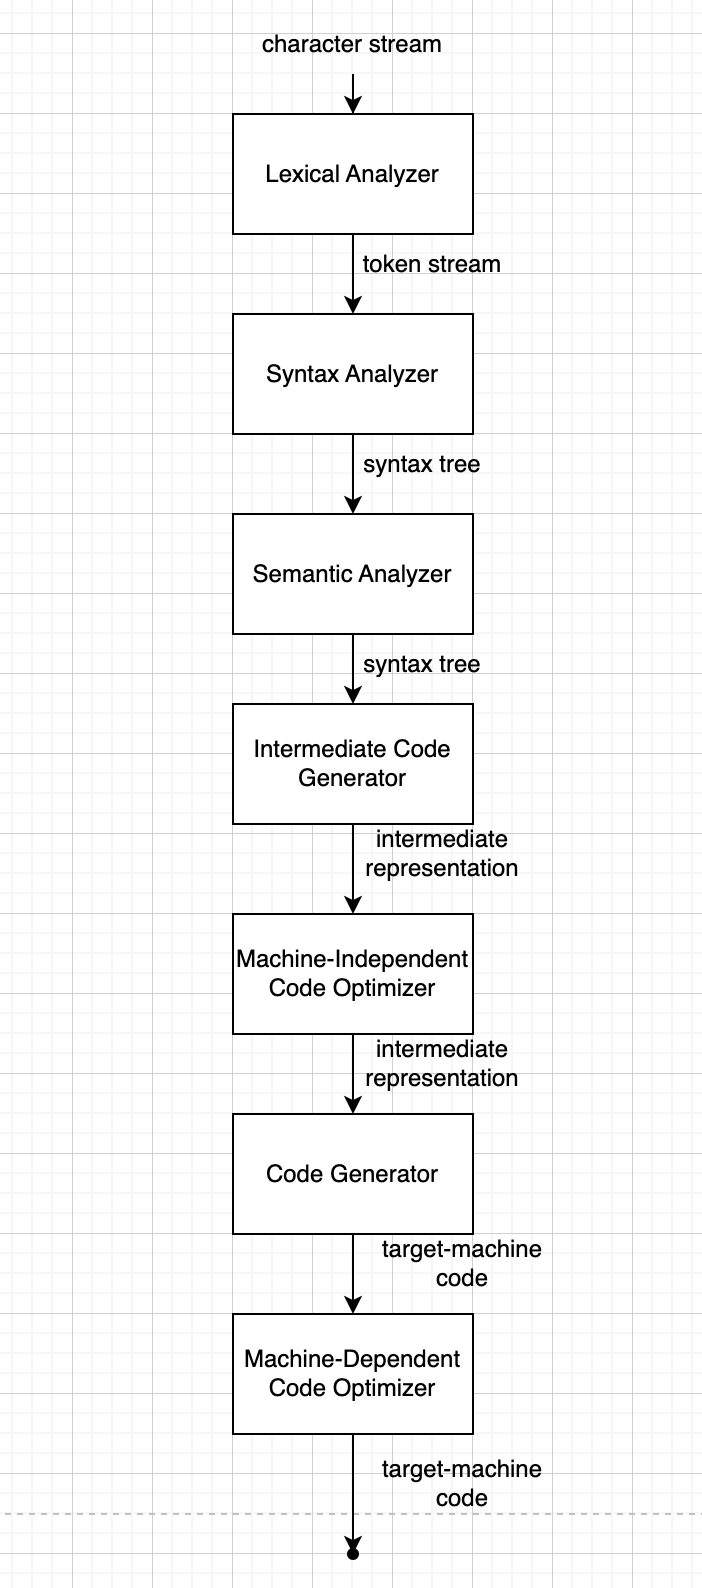 character stream
Lexical Analyzer
token stream
Syntax Analyzer
syntax tree
Semantic Analyzer
syntax tree
Intermediate Code
Generator
intermediate
representation
Machine-Independent
Code Optimizer
intermediate
representation
Code Generator
target-machine
code
Machine-Dependent
Code Optimizer
target-machine
code